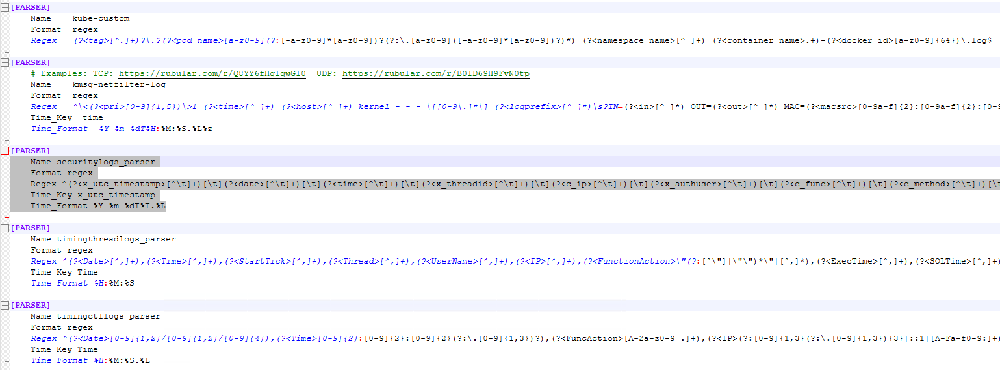 [PARSER]
Name    kube-custom
Format  regex
Regex   (?<tag>[^.]+)?\.?(?<pod_name>[a-z0-9](?:[-a-z0-9]*[a-z0-9])?(?:\.[a-z0-9]([-a-z0-9]*[a-z0-9])?)*)_(?<namespace_name>[^_]+)_(?<container_name>.+)-(?<docker_id>[a-z0-9]{64})\.log$
[PARSER]
# Examples: TCP: https://rubular.com/r/Q8YY6fHqlqwGI0  UDP: https://rubular.com/r/B0ID69H9FvN0tp
Name    kmsg-netfilter-log
Format  regex
Regex   ^\<(?<pri>[0-9]{1,5})\>1 (?<time>[^ ]+) (?<host>[^ ]+) kernel - - - \[[0-9\.]*\] (?<logprefix>[^ ]*)\s?IN=(?<in>[^ ]*) OUT=(?<out>[^ ]*) MAC=(?<macsrc>[0-9a-f]{2}:[0-9a-f]{2}:[0-9
Time_Key  time
Time_Format  %Y-%m-%dT%H:%M:%S.%L%z
[PARSER]
Name securitylogs_parser
Format regex
Regex ^(?<x_utc_timestamp>[^\t]+)[\t](?<date>[^\t]+)[\t](?<time>[^\t]+)[\t](?<x_threadid>[^\t]+)[\t](?<c_ip>[^\t]+)[\t](?<x_authuser>[^\t]+)[\t](?<c_func>[^\t]+)[\t](?<c_method>[^\t]+)[\t
Time_Key x_utc_timestamp
Time_Format %Y-%m-%dT%T.%L
[PARSER]
Name timingthreadlogs_parser
Format regex
Regex ^(?<Date>[^,]+),(?<Time>[^,]+),(?<StartTick>[^,]+),(?<Thread>[^,]+),(?<UserName>[^,]+),(?<IP>[^,]+),(?<FunctionAction>\"(?:[^\"]|\"\")*\"|[^,]*),(?<ExecTime>[^,]+),(?<SQLTime>[^,]+)
Time_Key Time
Time_Format %H:%M:%S
[PARSER]
Name timingctllogs_parser
Format regex
Regex ^(?<Date>[0-9]{1,2}/[0-9]{1,2}/[0-9]{4}),(?<Time>[0-9]{2}:[0-9]{2}:[0-9]{2}(?:\.[0-9]{1,3})?),(?<FuncAction>[A-Za-z0-9_.]+),(?<IP>(?:[0-9]{1,3}(?:\.[0-9]{1,3}){3}|::1|[A-Fa-f0-9:]+)
Time_Key Time
Time_Format %H:%M:%S.%L